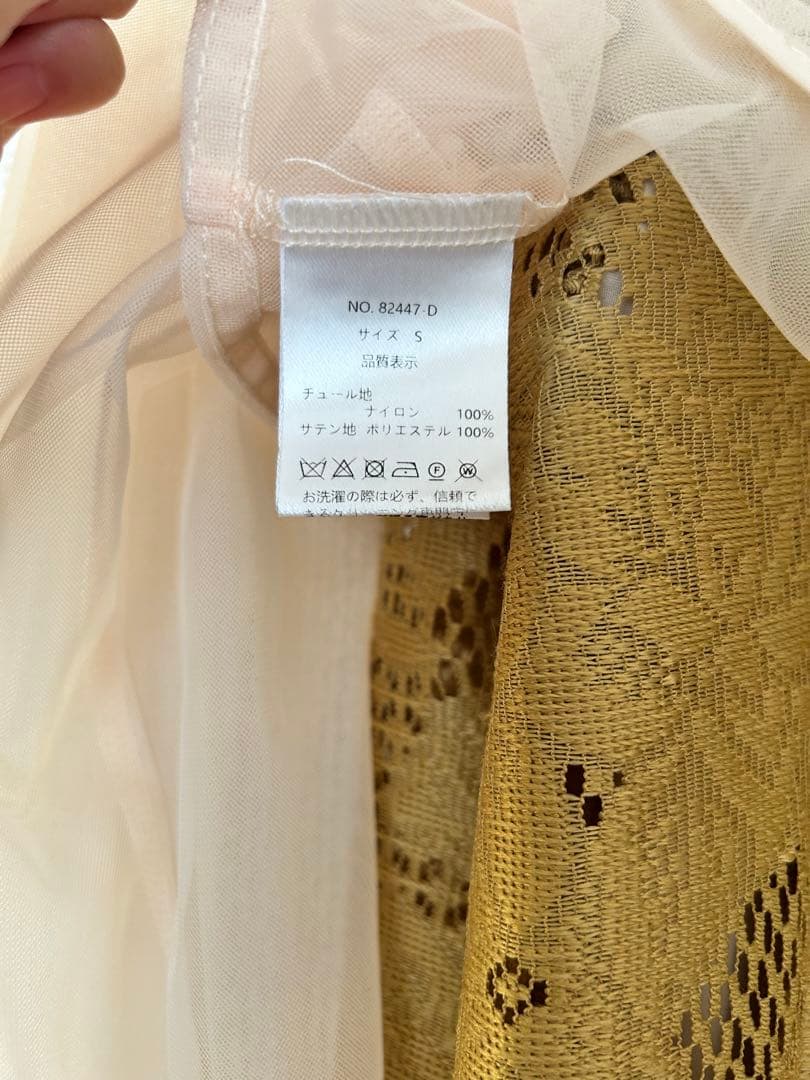 NO. 82447-D
サイズ S
品質表示
チュール地
ナイロン 100%
サテン地 ポリエステル 100%
お洗濯の際は必ず、信頼で